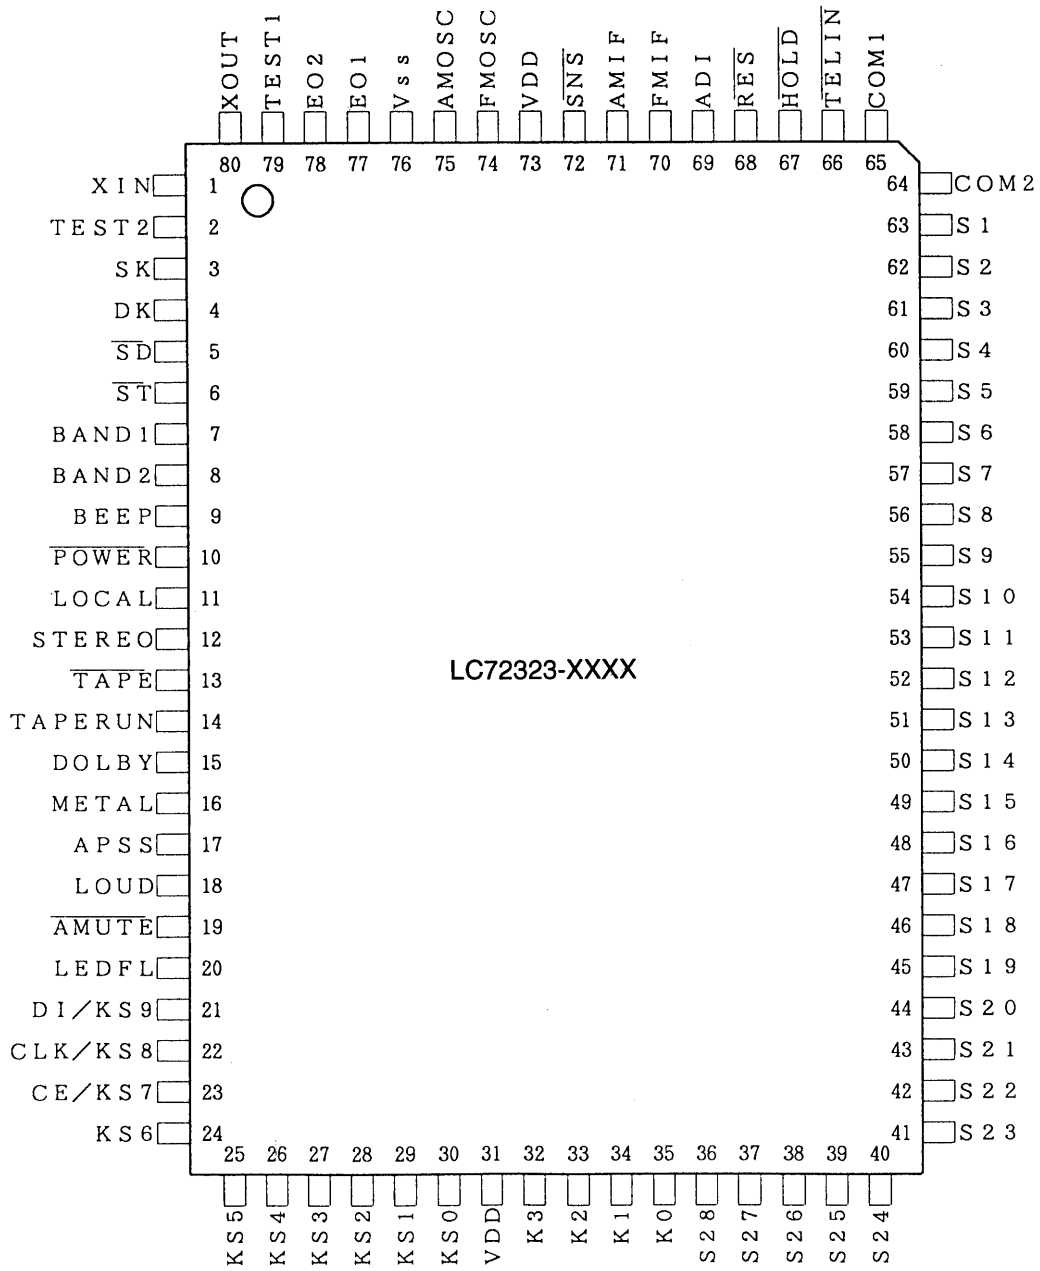 XOUT TEST1 EO2 EO1 Vss AMOSC FMOSC VDD SNS AMIF FMIF ADI RES HOLD TELIN COM1
80 79 78 77 76 75 74 73 72 71 70 69 68 67 66 65
XIN 1 64 COM2
TEST2 2 63 S1
SK 3 62 S2
DK 4 61 S3
SD 5 60 S4
ST 6 59 S5
BAND1 7 58 S6
BAND2 8 57 S7
BEEP 9 56 S8
POWER 10 55 S9
LOCAL 11 54 S10
STEREO 12 53 S11
LC72323-XXXX
TAPE 13 52 S12
TAPERUN 14 51 S13
DOLBY 15 50 S14
METAL 16 49 S15
APSS 17 48 S16
LOUD 18 47 S17
AMUTE 19 46 S18
LEDFL 20 45 S19
DI/KS9 21 44 S20
CLK/KS8 22 43 S21
CE/KS7 23 42 S22
KS6 24 41 S23
25 26 27 28 29 30 31 32 33 34 35 36 37 38 39 40
KS5 KS4 KS3 KS2 KS1 KS0 VDD K3 K2 K1 K0 S28 S27 S26 S25 S24